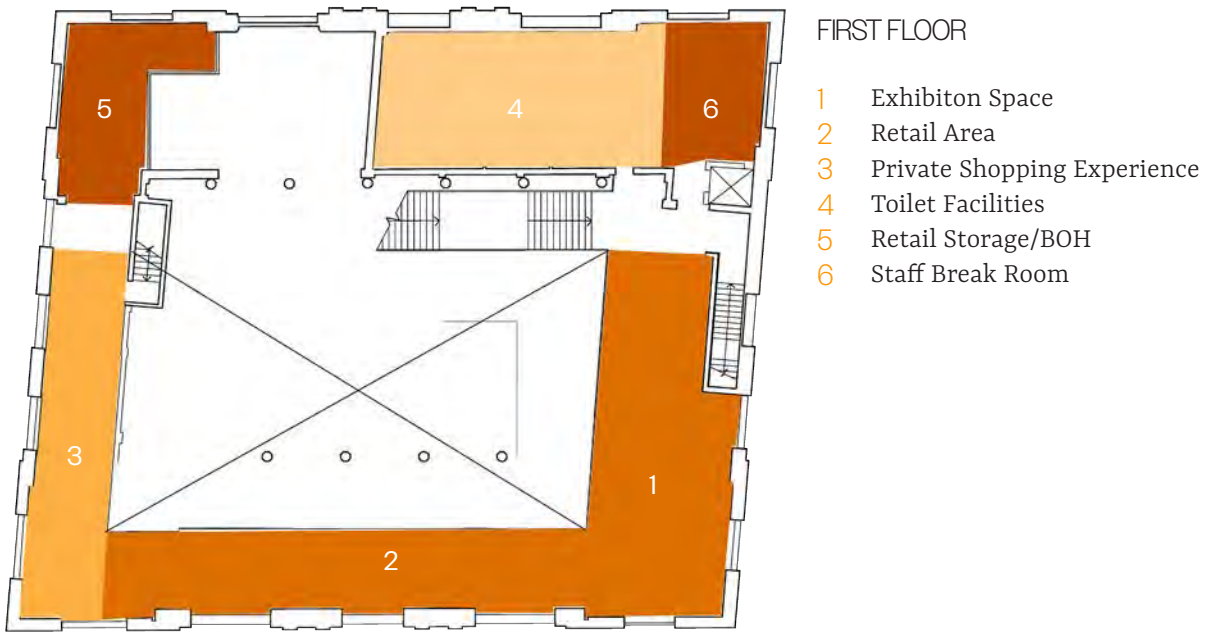 FIRST FLOOR
1 Exhibiton Space
2 Retail Area
3 Private Shopping Experience
4 Toilet Facilities
5 Retail Storage/BOH
6 Staff Break Room
5
4
6
3
1
2